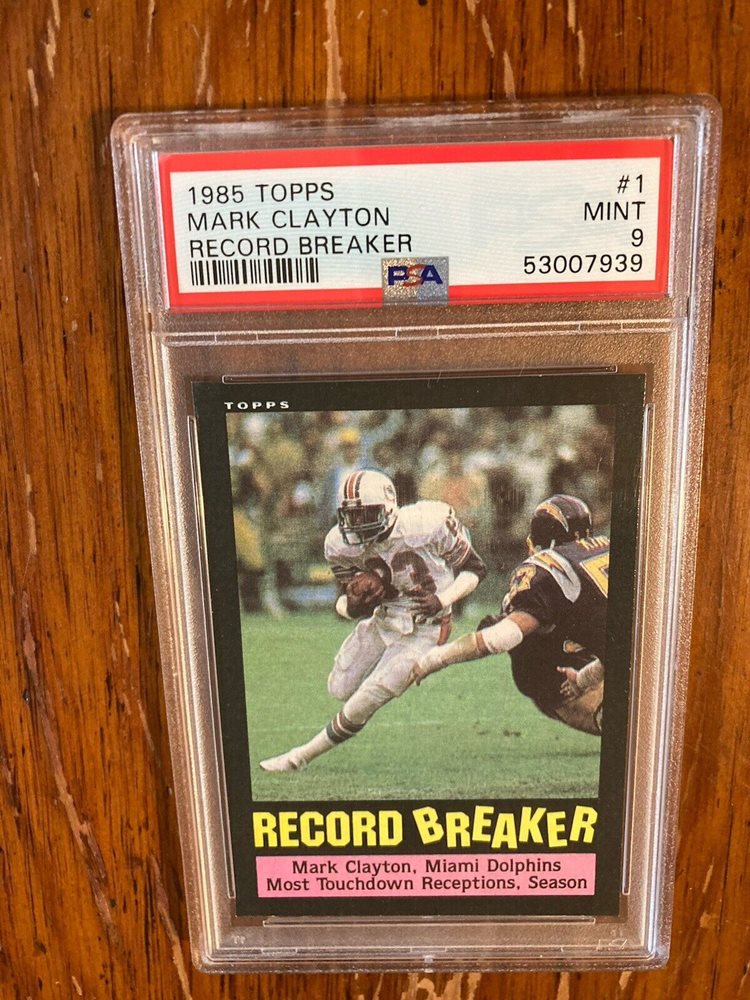 1985 TOPPS #1
MARK CLAYTON MINT
RECORD BREAKER 9
PSA 53007939
TOPPS
83
RECORD BREAKER
Mark Clayton, Miami Dolphins
Most Touchdown Receptions, Season